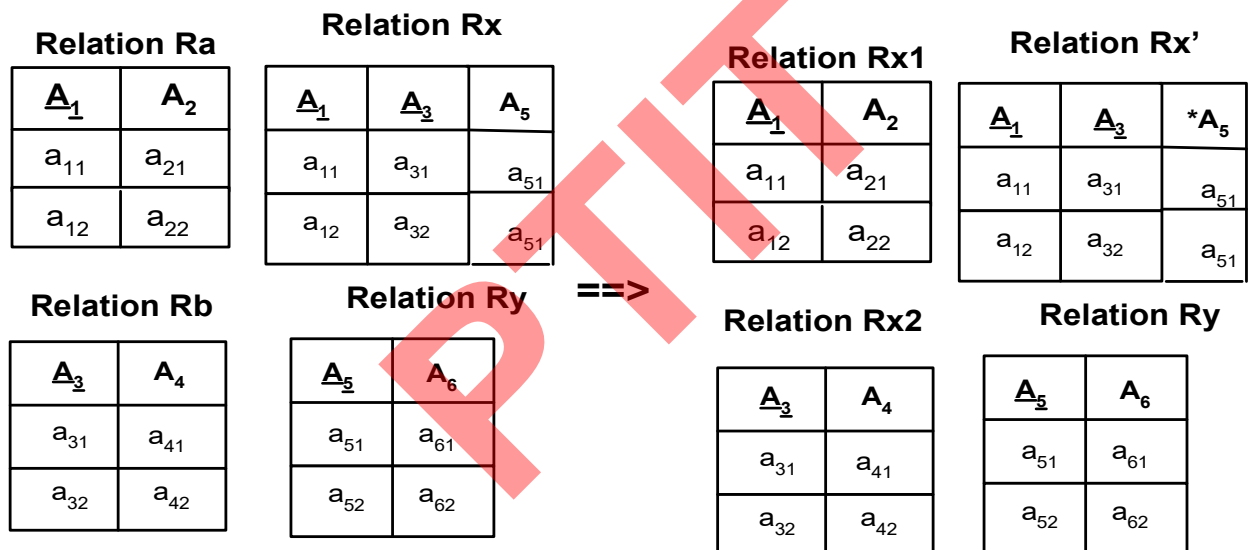 Relation Ra
A₁ A₂
a₁₁ a₂₁
a₁₂ a₂₂
Relation Rx
A₁ A₃ A₅
a₁₁ a₃₁ a₅₁
a₁₂ a₃₂ a₅₁
Relation Rb
A₃ A₄
a₃₁ a₄₁
a₃₂ a₄₂
Relation Ry
A₅ A₆
a₅₁ a₆₁
a₅₂ a₆₂
==>
Relation Rx1
A₁ A₂
a₁₁ a₂₁
a₁₂ a₂₂
Relation Rx’
A₁ A₃ *A₅
a₁₁ a₃₁ a₅₁
a₁₂ a₃₂ a₅₁
Relation Rx2
A₃ A₄
a₃₁ a₄₁
a₃₂ a₄₂
Relation Ry
A₅ A₆
a₅₁ a₆₁
a₅₂ a₆₂
PTIT